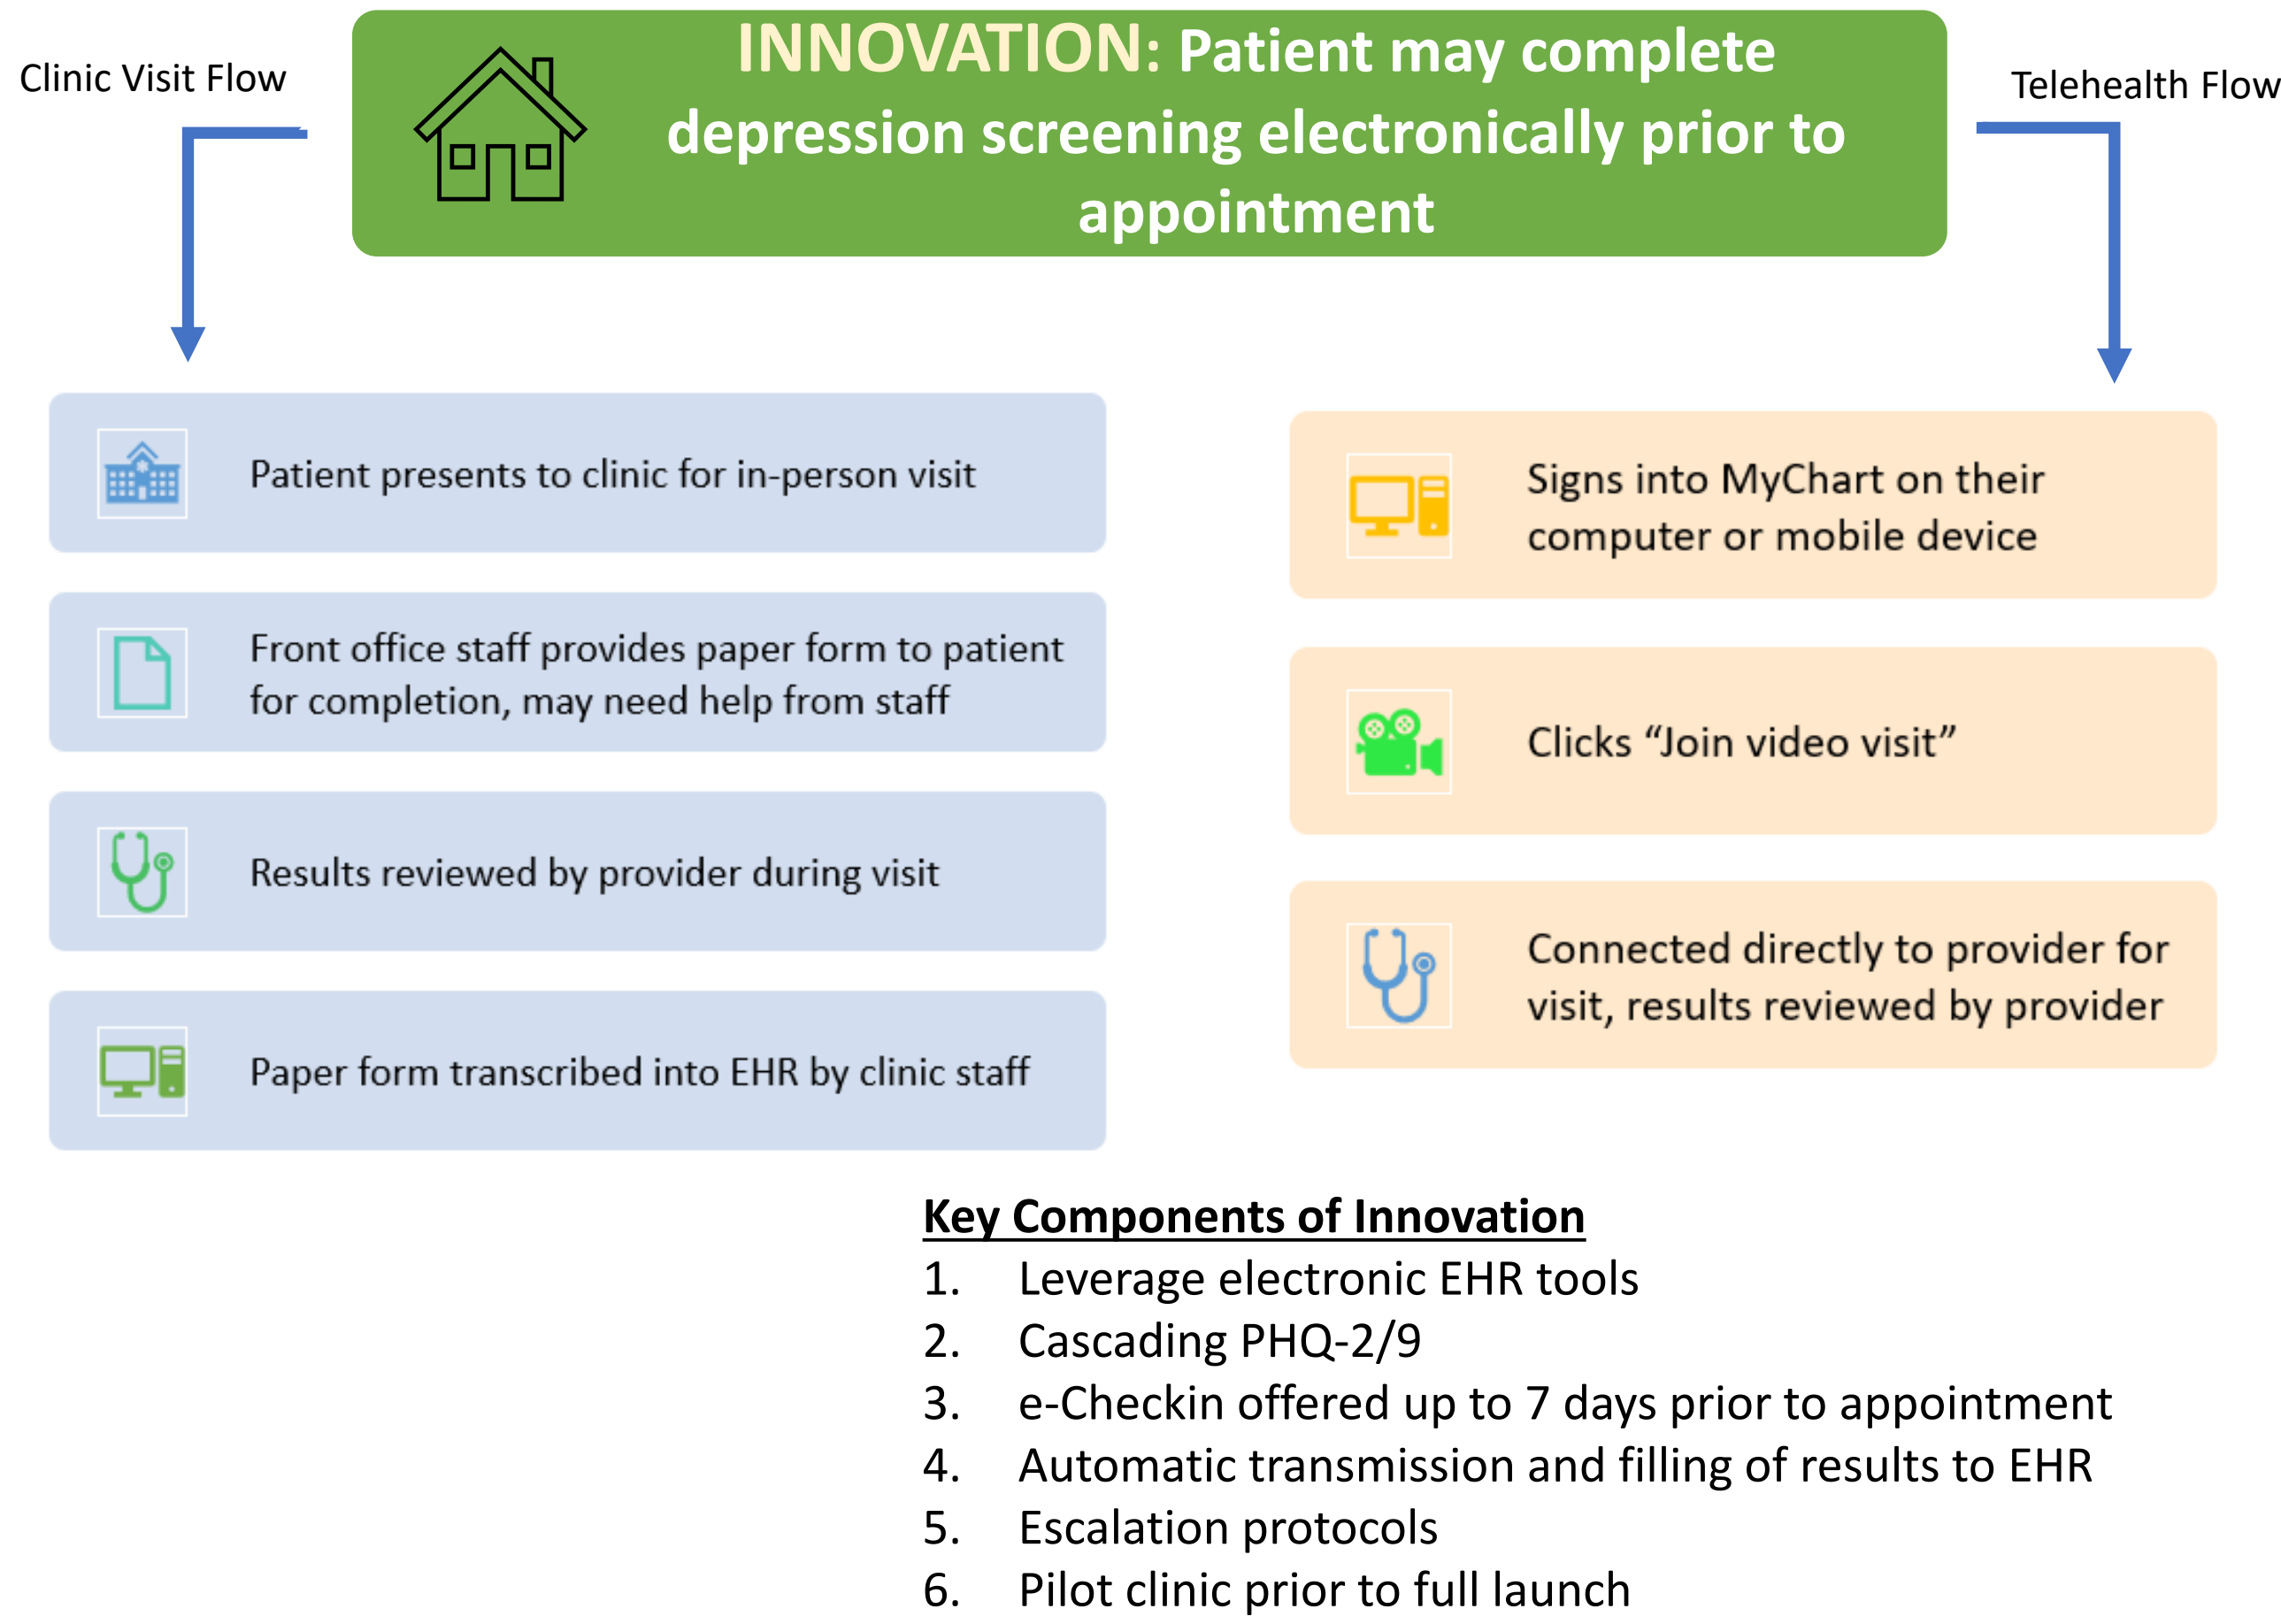 Clinic Visit Flow
INNOVATION: Patient may complete
depression screening electronically prior to
appointment
Telehealth Flow
Patient presents to clinic for in-person visit
Front office staff provides paper form to patient
for completion, may need help from staff
Results reviewed by provider during visit
Paper form transcribed into EHR by clinic staff
Signs into MyChart on their
computer or mobile device
Clicks “Join video visit”
Connected directly to provider for
visit, results reviewed by provider
Key Components of Innovation
1. Leverage electronic EHR tools
2. Cascading PHQ-2/9
3. e-Checkin offered up to 7 days prior to appointment
4. Automatic transmission and filling of results to EHR
5. Escalation protocols
6. Pilot clinic prior to full launch